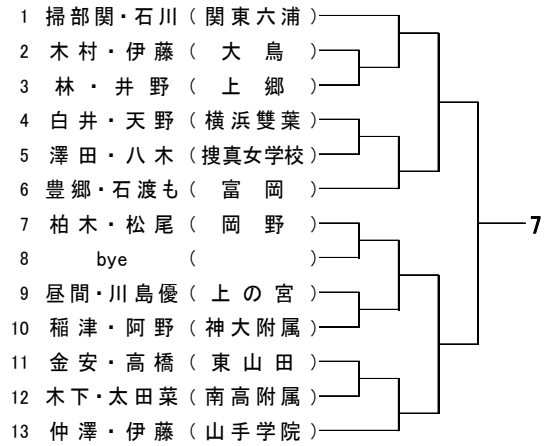 1 掃部関・石川 ( 関東六浦 )
2 木村・伊藤 ( 大鳥 )
3 林・井野 ( 上郷 )
4 白井・天野 ( 横浜雙葉 )
5 澤田・八木 ( 捜真女学校 )
6 豊郷・石渡も ( 富岡 )
7 柏木・松尾 ( 岡野 )
7
8 bye ( )
9 昼間・川島優 ( 上の宮 )
10 稲津・阿野 ( 神大附属 )
11 金安・高橋 ( 東山田 )
12 木下・太田菜 ( 南高附属 )
13 仲澤・伊藤 ( 山手学院 )